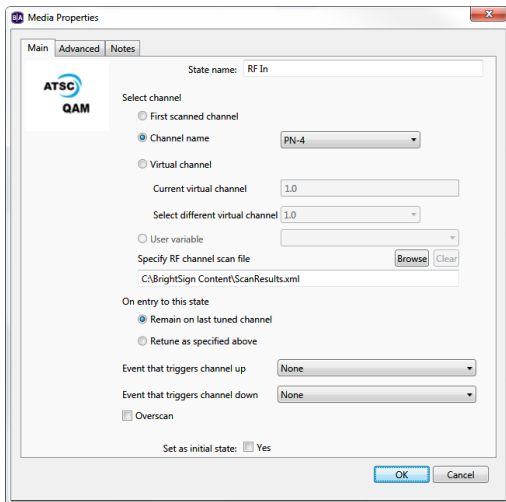 B|A Media Properties x
Main Advanced Notes
ATSC
QAM
State name: RF In
Select channel
First scanned channel
Channel name PN-4
Virtual channel
Current virtual channel 1.0
Select different virtual channel 1.0
User variable
Specify RF channel scan file Browse Clear
C:\BrightSign Content\ScanResults.xml
On entry to this state
Remain on last tuned channel
Retune as specified above
Event that triggers channel up None
Event that triggers channel down None
Overscan
Set as initial state: Yes
OK Cancel